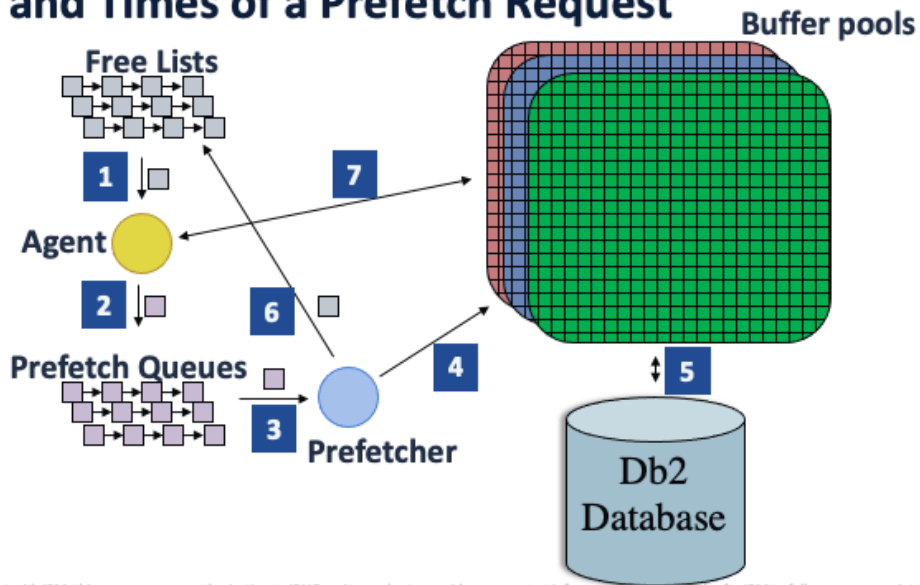 and Times of a Prefetch Request
Buffer pools
Free Lists
1
7
Agent
2
6
Prefetch Queues
4
5
3
Prefetcher
Db2
Database